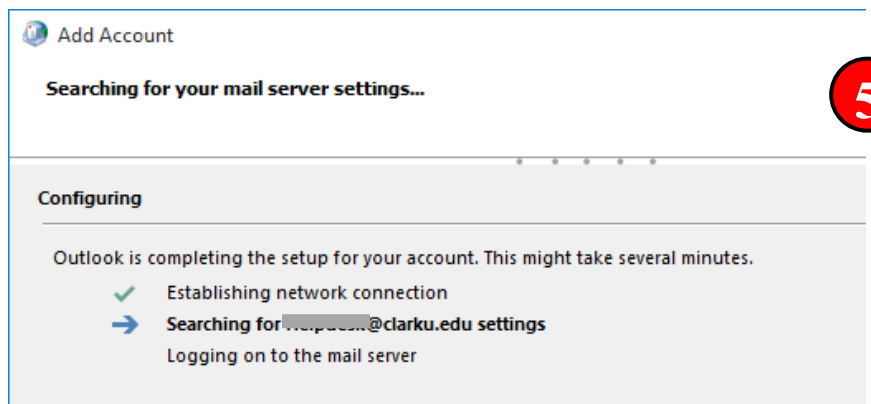 Add Account
Searching for your mail server settings...
5
Configuring
Outlook is completing the setup for your account. This might take several minutes.
Establishing network connection
Searching for @clarku.edu settings
Logging on to the mail server